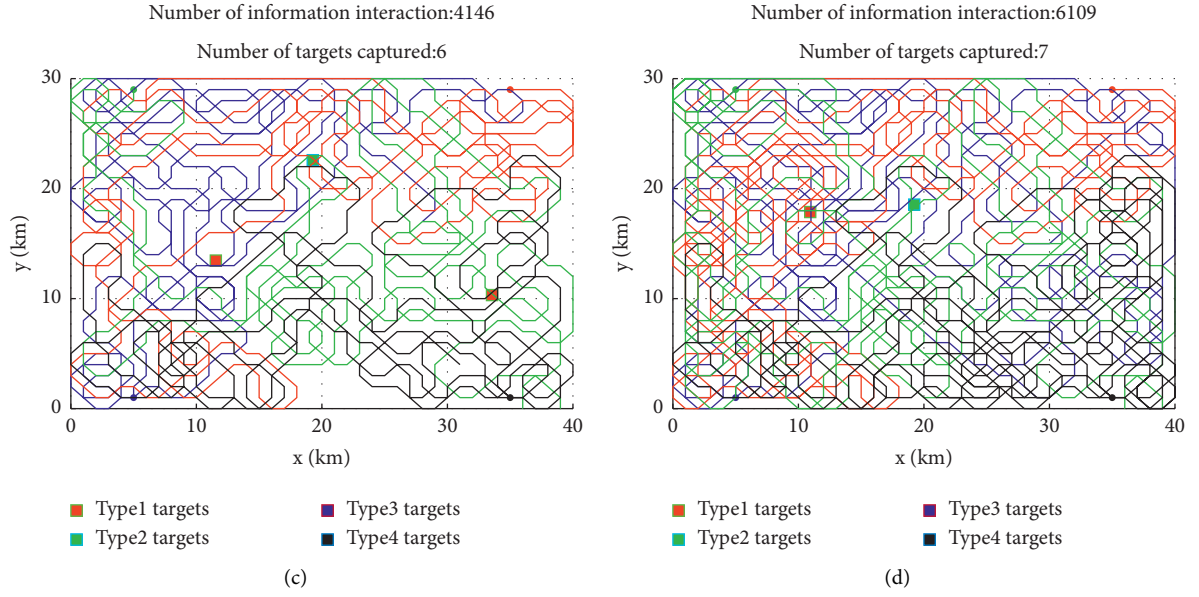 Number of information interaction:4146
Number of targets captured:6
30
20
10
0
y (km)
0
10
20
30
40
x (km)
Type1 targets
Type3 targets
Type2 targets
Type4 targets
(c)
Number of information interaction:6109
Number of targets captured:7
30
20
10
0
y (km)
0
10
20
30
40
x (km)
Type1 targets
Type3 targets
Type2 targets
Type4 targets
(d)